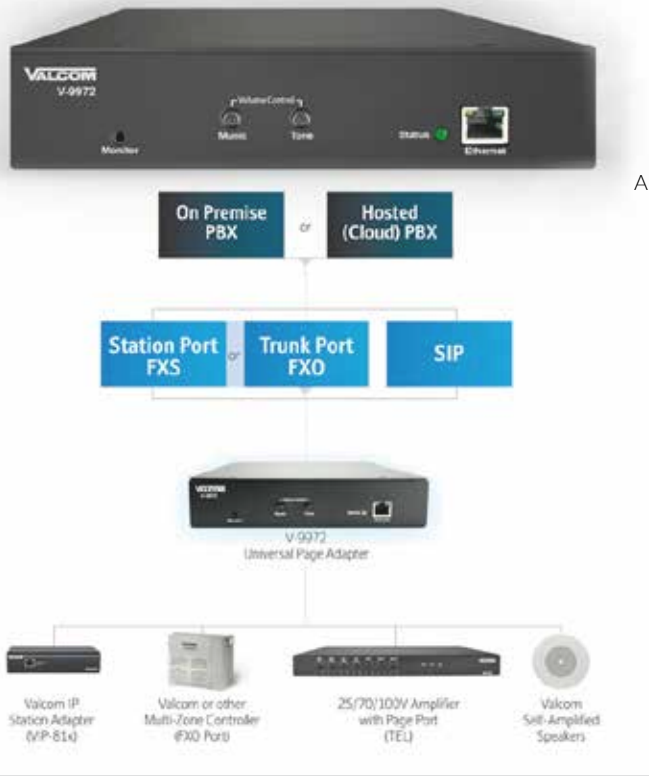 VALCOM
V-9972
Volume Control
Music
Tone
Monitor
Status
Ethernet
A
On Premise
PBX
or
Hosted
(Cloud) PBX
Station Port
FXS
or
Trunk Port
FXO
SIP
VALCOM
V-9972
Universal Page Adapter
Valcom IP
Station Adapter
(VIP-81x)
Valcom or other
Multi-Zone Controller
(FXO Port)
25/70/100V Amplifier
with Page Port
(TEL)
Valcom
Self-Amplified
Speakers